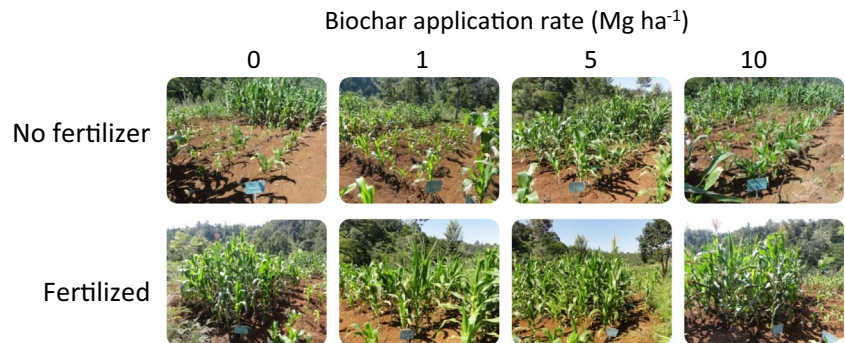 Biochar application rate (Mg ha⁻¹)
0 1 5 10
No fertilizer
Fertilized